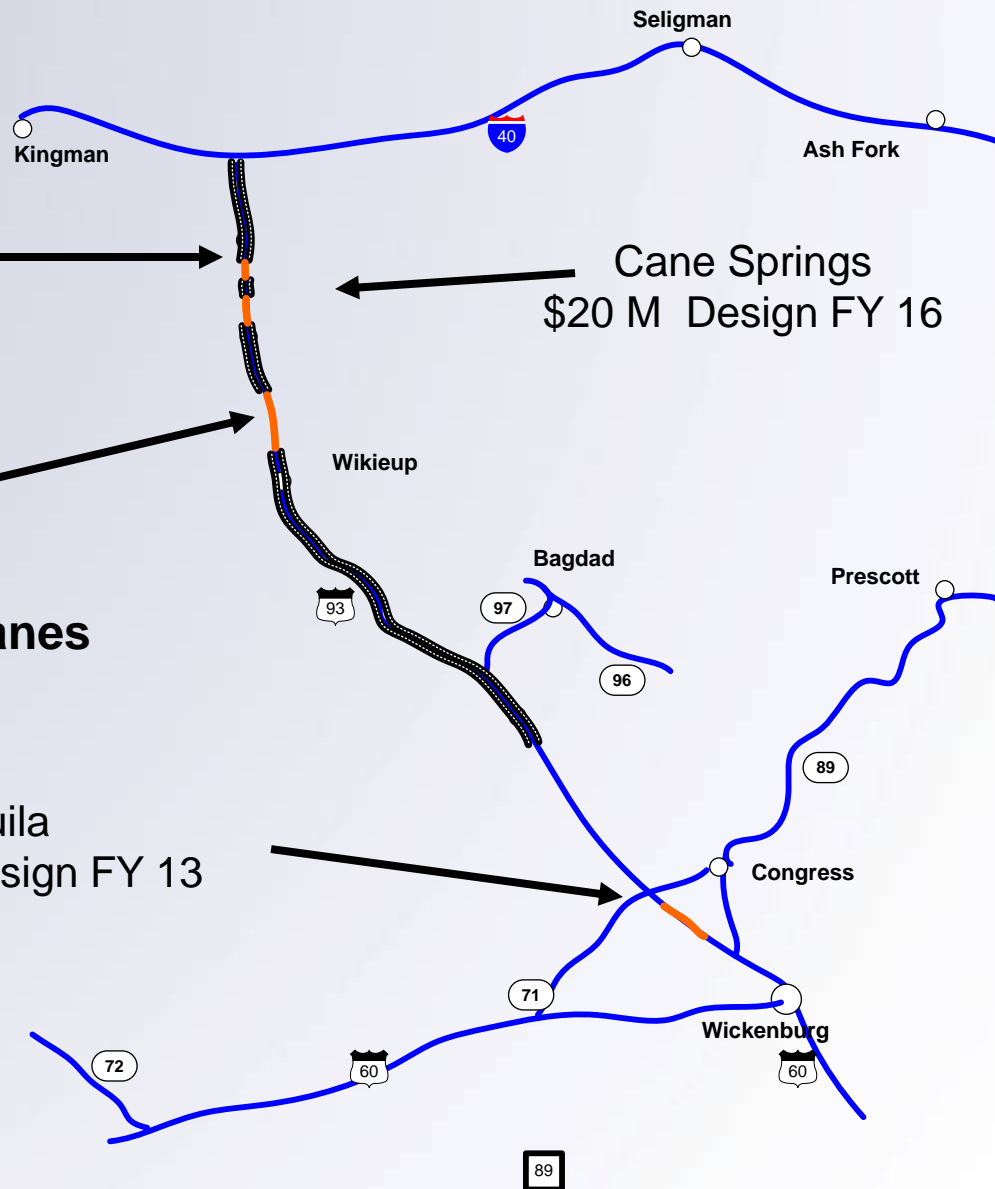 Seligman
40
Kingman
Ash Fork
Cane Springs
$20 M Design FY 16
Wikieup
Bagdad
Prescott
97
93
anes
96
89
uila
sign FY 13
Congress
71
Wickenburg
72
60
60
89